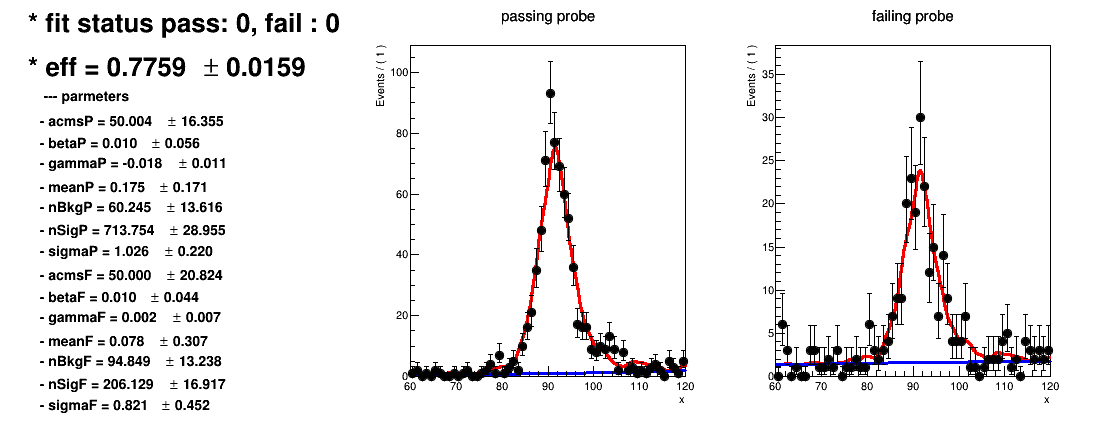 * fit status pass: 0, fail : 0
* eff = 0.7759 ± 0.0159
--- parmeters
- acmsP = 50.004 ± 16.355
- betaP = 0.010 ± 0.056
- gammaP = -0.018 ± 0.011
- meanP = 0.175 ± 0.171
- nBkgP = 60.245 ± 13.616
- nSigP = 713.754 ± 28.955
- sigmaP = 1.026 ± 0.220
- acmsF = 50.000 ± 20.824
- betaF = 0.010 ± 0.044
- gammaF = 0.002 ± 0.007
- meanF = 0.078 ± 0.307
- nBkgF = 94.849 ± 13.238
- nSigF = 206.129 ± 16.917
- sigmaF = 0.821 ± 0.452
passing probe
Events / ( 1 )
100
80
60
40
20
0
60 70 80 90 100 110 120
x
failing probe
Events / ( 1 )
35
30
25
20
15
10
5
0
60 70 80 90 100 110 120
x